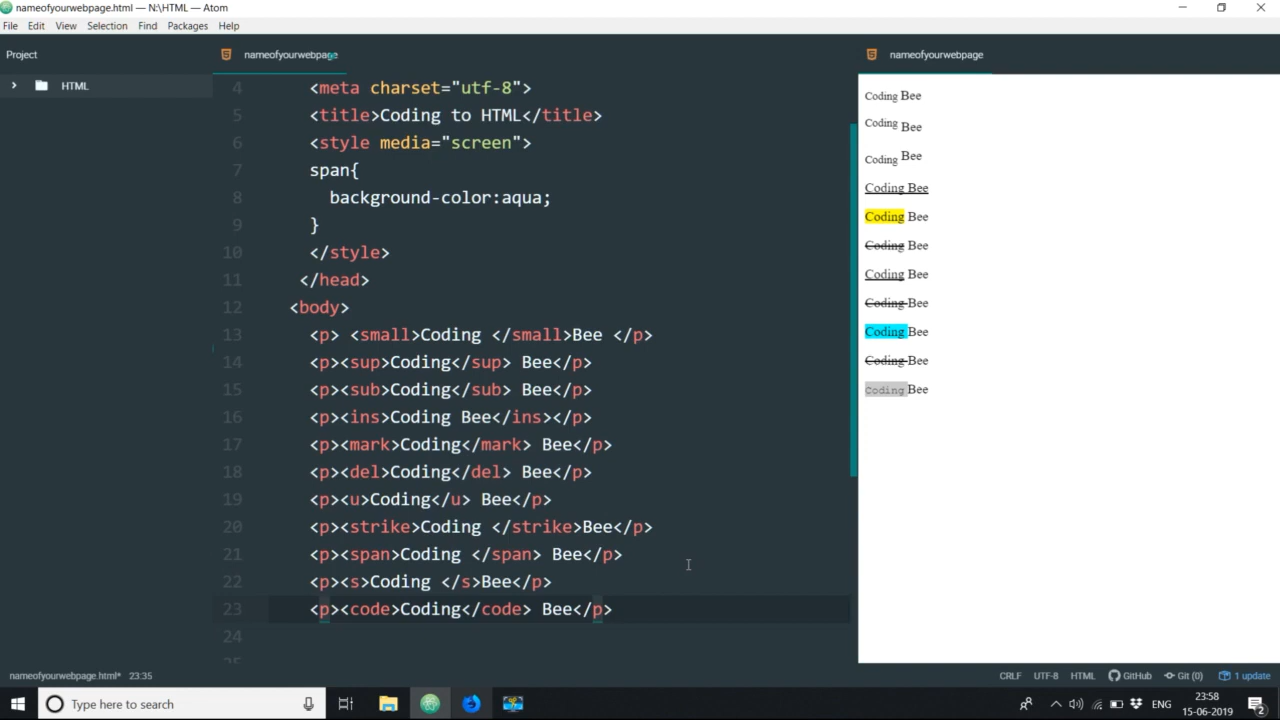 nameofyourwebpage.html — N:\HTML — Atom
File Edit View Selection Find Packages Help
Project
HTML
nameofyourwebpage
4 <meta charset="utf-8">
5 <title>Coding to HTML</title>
6 <style media="screen">
7 span{
8 background-color:aqua;
9 }
10 </style>
11 </head>
12 <body>
13 <p> <small>Coding </small>Bee </p>
14 <p><sup>Coding</sup> Bee</p>
15 <p><sub>Coding</sub> Bee</p>
16 <p><ins>Coding Bee</ins></p>
17 <p><mark>Coding</mark> Bee</p>
18 <p><del>Coding</del> Bee</p>
19 <p><u>Coding</u> Bee</p>
20 <p><strike>Coding </strike>Bee</p>
21 <p><span>Coding </span> Bee</p>
22 <p><s>Coding </s>Bee</p>
23 <p><code>Coding</code> Bee</p>
24
nameofyourwebpage
Coding Bee
Coding Bee
Coding Bee
Coding Bee
Coding Bee
Coding Bee
Coding Bee
Coding Bee
Coding Bee
Coding Bee
Coding Bee
nameofyourwebpage.html* 23:35
CRLF UTF-8 HTML GitHub Git (0) 1 update
Type here to search
ENG
23:58
15-06-2019
2